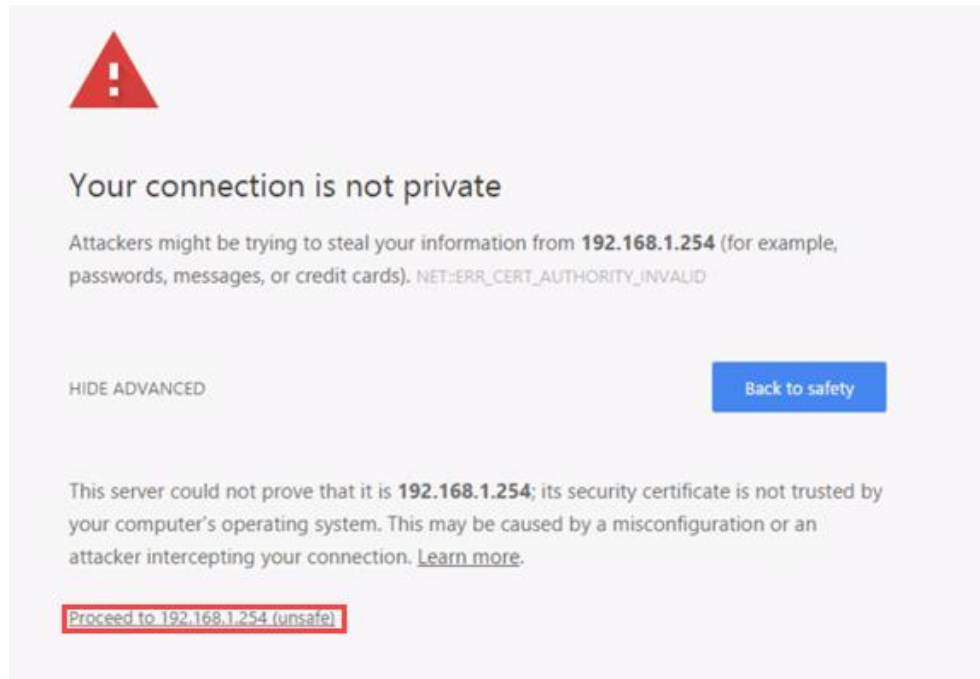 Your connection is not private
Attackers might be trying to steal your information from 192.168.1.254 (for example,
passwords, messages, or credit cards). NET::ERR_CERT_AUTHORITY_INVALID
HIDE ADVANCED
Back to safety
This server could not prove that it is 192.168.1.254; its security certificate is not trusted by
your computer's operating system. This may be caused by a misconfiguration or an
attacker intercepting your connection. Learn more.
Proceed to 192.168.1.254 (unsafe)